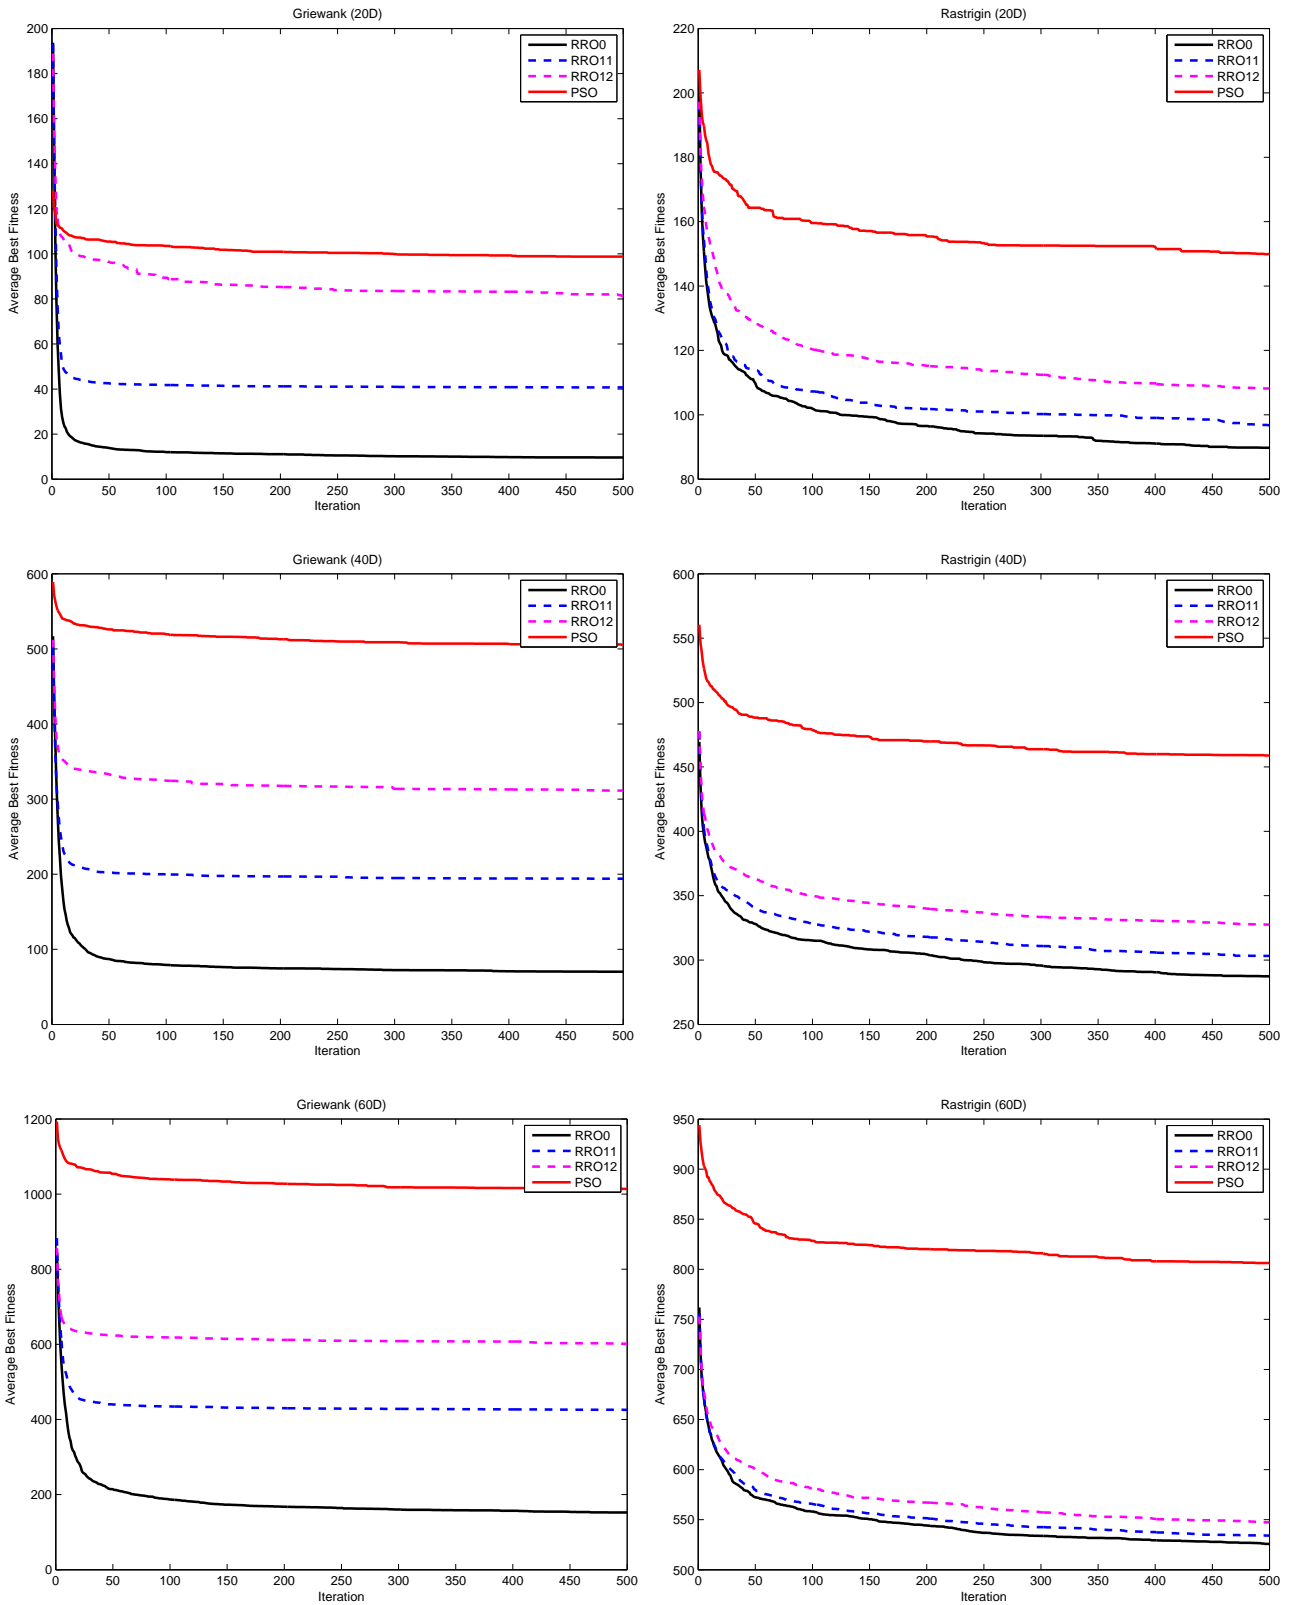 Griewank (20D)
200
180
160
140
120
100
80
60
40
20
0
Average Best Fitness
RRO0
RRO11
RRO12
PSO
0 50 100 150 200 250 300 350 400 450 500
Iteration
Rastrigin (20D)
220
200
180
160
140
120
100
80
Average Best Fitness
RRO0
RRO11
RRO12
PSO
0 50 100 150 200 250 300 350 400 450 500
Iteration
Griewank (40D)
600
500
400
300
200
100
0
Average Best Fitness
RRO0
RRO11
RRO12
PSO
0 50 100 150 200 250 300 350 400 450 500
Iteration
Rastrigin (40D)
600
550
500
450
400
350
300
250
Average Best Fitness
RRO0
RRO11
RRO12
PSO
0 50 100 150 200 250 300 350 400 450 500
Iteration
Griewank (60D)
1200
1000
800
600
400
200
0
Average Best Fitness
RRO0
RRO11
RRO12
PSO
0 50 100 150 200 250 300 350 400 450 500
Iteration
Rastrigin (60D)
950
900
850
800
750
700
650
600
550
500
Average Best Fitness
RRO0
RRO11
RRO12
PSO
0 50 100 150 200 250 300 350 400 450 500
Iteration